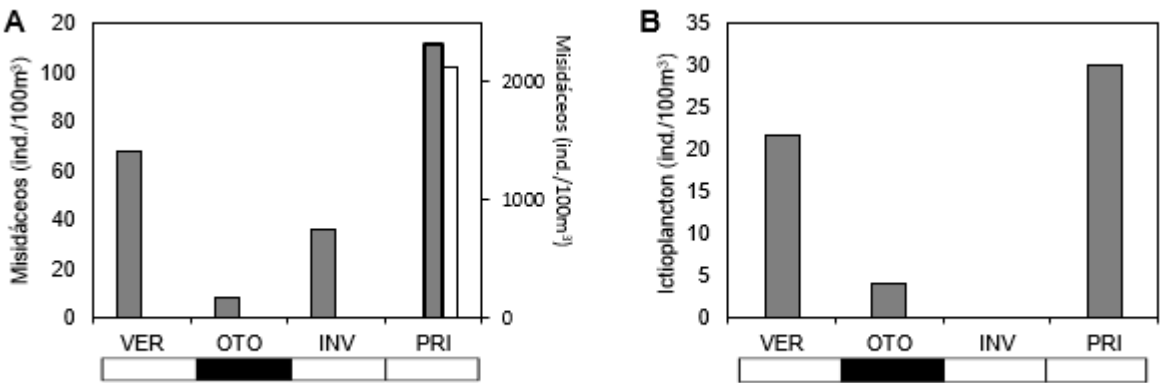 A
Misidáceos (ind./100m³)
20
100
80
60
40
20
0
VER OTO INV PRI
2000
1000
0
Misidáceos (ind./100m³)
B
Ictioplancton (ind./100m³)
35
30
25
20
15
10
5
0
VER OTO INV PRI